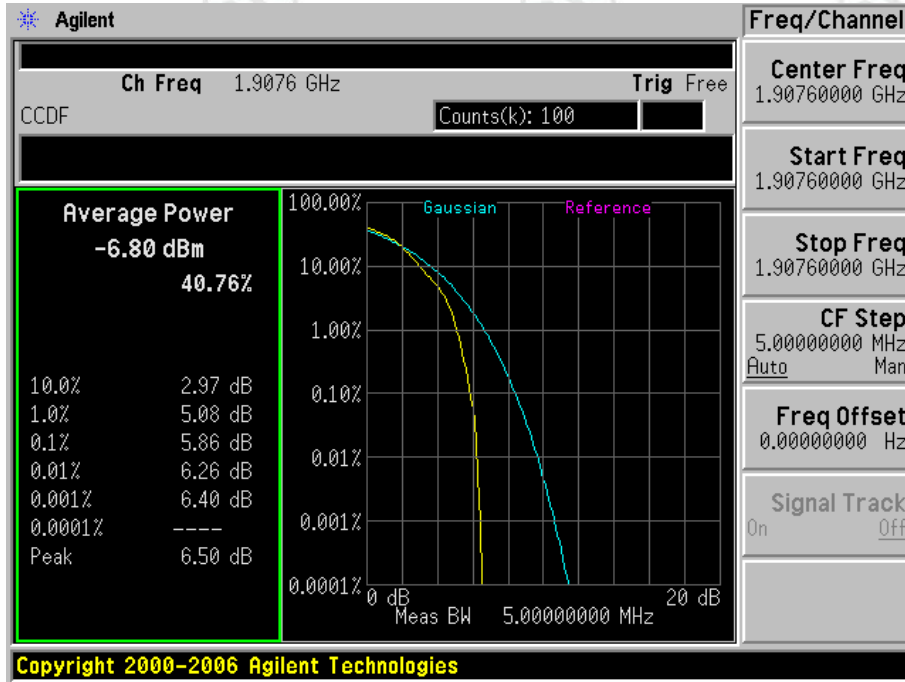 Agilent
Freq/Channel
Ch Freq 1.9076 GHz Trig Free
CCDF Counts(k): 100
Center Freq
1.90760000 GHz
Start Freq
1.90760000 GHz
Stop Freq
1.90760000 GHz
CF Step
5.00000000 MHz
Auto Man
Freq Offset
0.00000000 Hz
Signal Track
On Off
Average Power
-6.80 dBm
40.76%
10.0% 2.97 dB
1.0% 5.08 dB
0.1% 5.86 dB
0.01% 6.26 dB
0.001% 6.40 dB
0.0001% ----
Peak 6.50 dB
Gaussian Reference
100.00%
10.00%
1.00%
0.10%
0.01%
0.001%
0.0001%
0 dB 20 dB
Meas BW 5.00000000 MHz
Copyright 2000-2006 Agilent Technologies